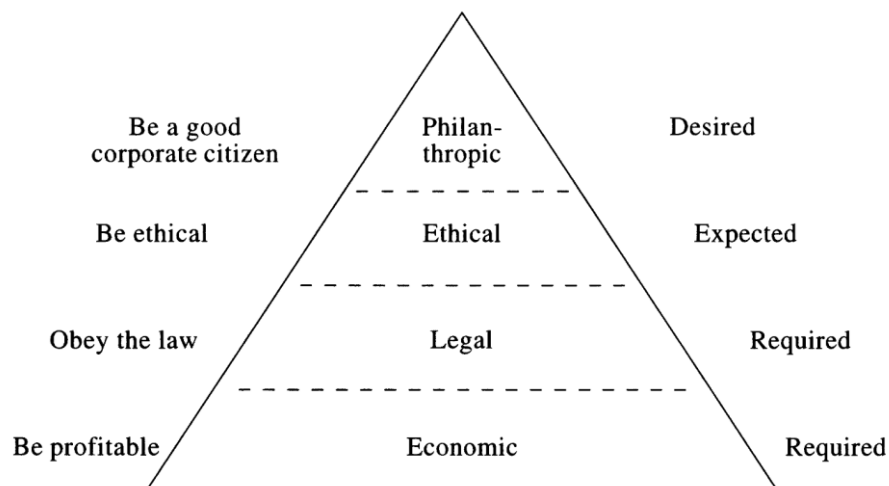 Be a good
corporate citizen
Philan-
thropic
Desired
Be ethical
Ethical
Expected
Obey the law
Legal
Required
Be profitable
Economic
Required